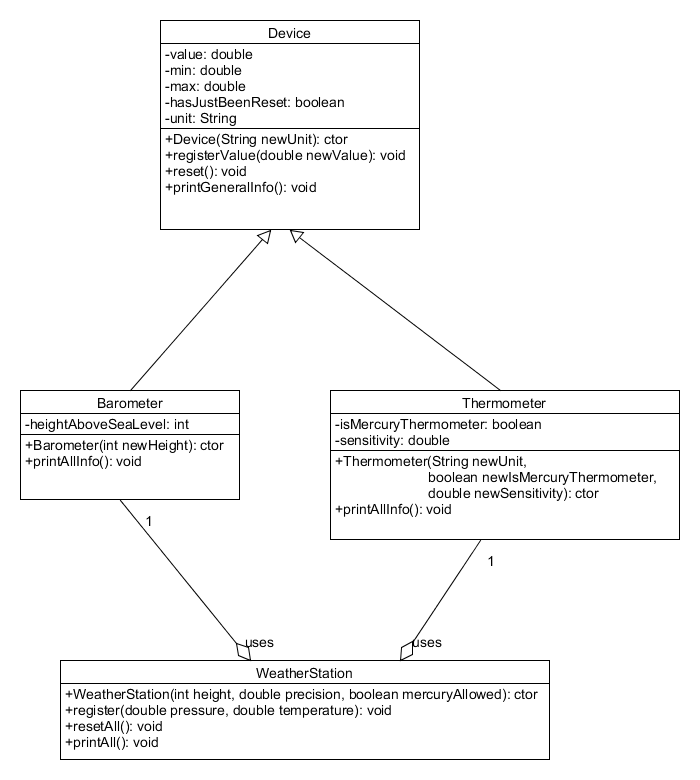 Device
-value: double
-min: double
-max: double
-hasJustBeenReset: boolean
-unit: String
+Device(String newUnit): ctor
+registerValue(double newValue): void
+reset(): void
+printGeneralInfo(): void
Barometer
-heightAboveSeaLevel: int
+Barometer(int newHeight): ctor
+printAllInfo(): void
Thermometer
-isMercuryThermometer: boolean
-sensitivity: double
+Thermometer(String newUnit,
boolean newIsMercuryThermometer,
double newSensitivity): ctor
+printAllInfo(): void
1
1
uses
uses
WeatherStation
+WeatherStation(int height, double precision, boolean mercuryAllowed): ctor
+register(double pressure, double temperature): void
+resetAll(): void
+printAll(): void